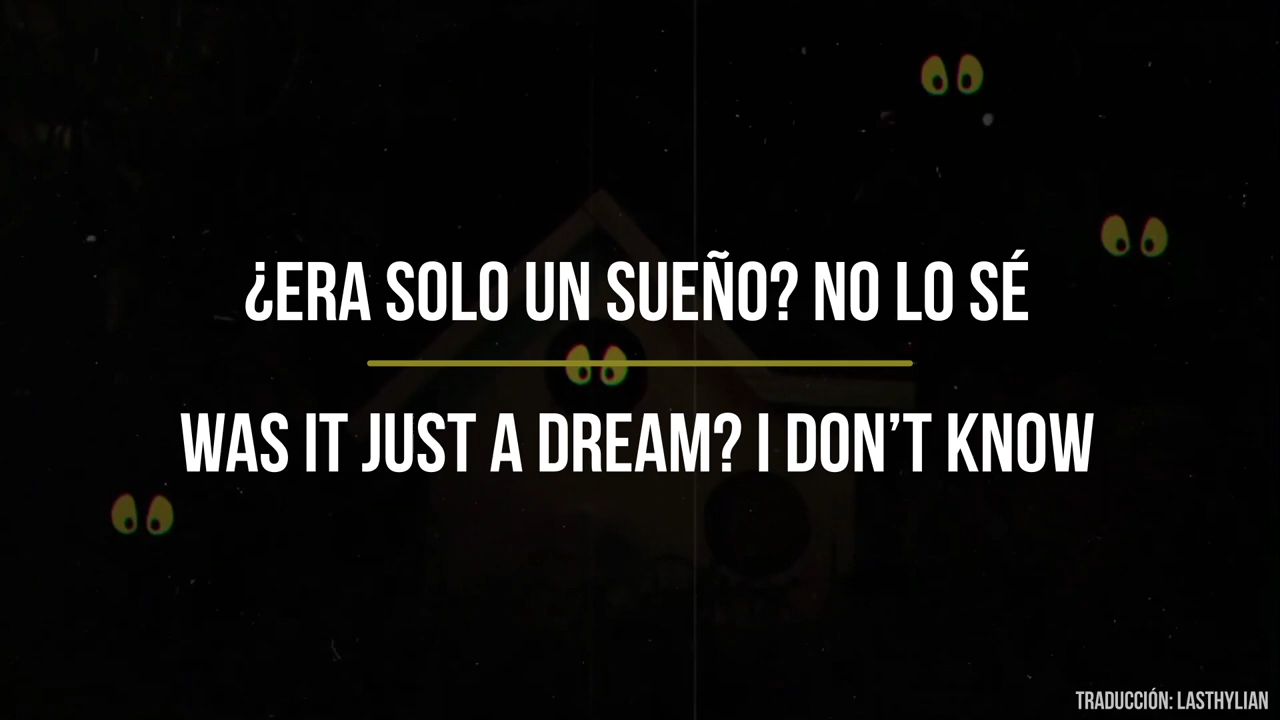 ¿ERA SOLO UN SUEÑO? NO LO SÉ
WAS IT JUST A DREAM? I DON’T KNOW
TRADUCCIÓN: LASTHYLIAN